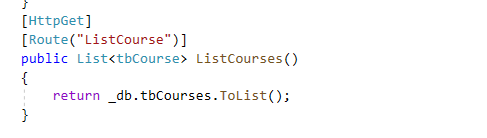 }
[HttpGet]
[Route("ListCourse")]
public List<tbCourse> ListCourses()
{
    return _db.tbCourses.ToList();
}